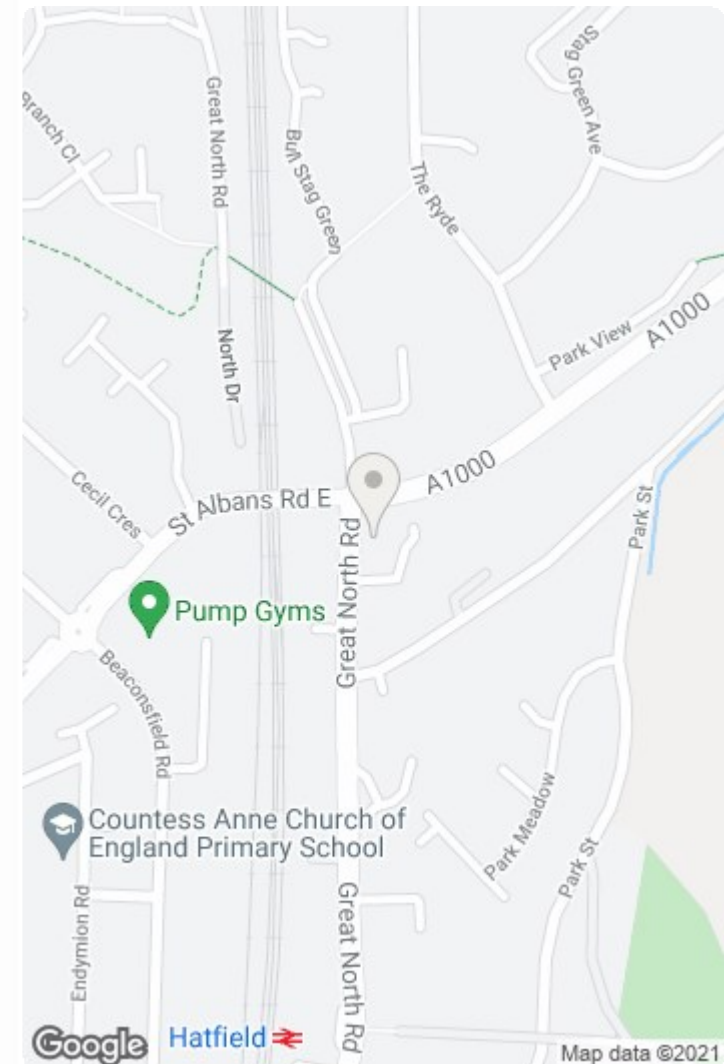 Stag Green Ave
Great North Rd
Branch Cl
Bull Stag Green
The Ryde
North Dr
Park View
A1000
A1000
Cecil Cres
St Albans Rd E
Park St
Great North Rd
Pump Gyms
Beaconsfield Rd
Countess Anne Church of
England Primary School
Park Meadow
Park St
Endymion Rd
Great North Rd
Hatfield
Google
Map data ©2021